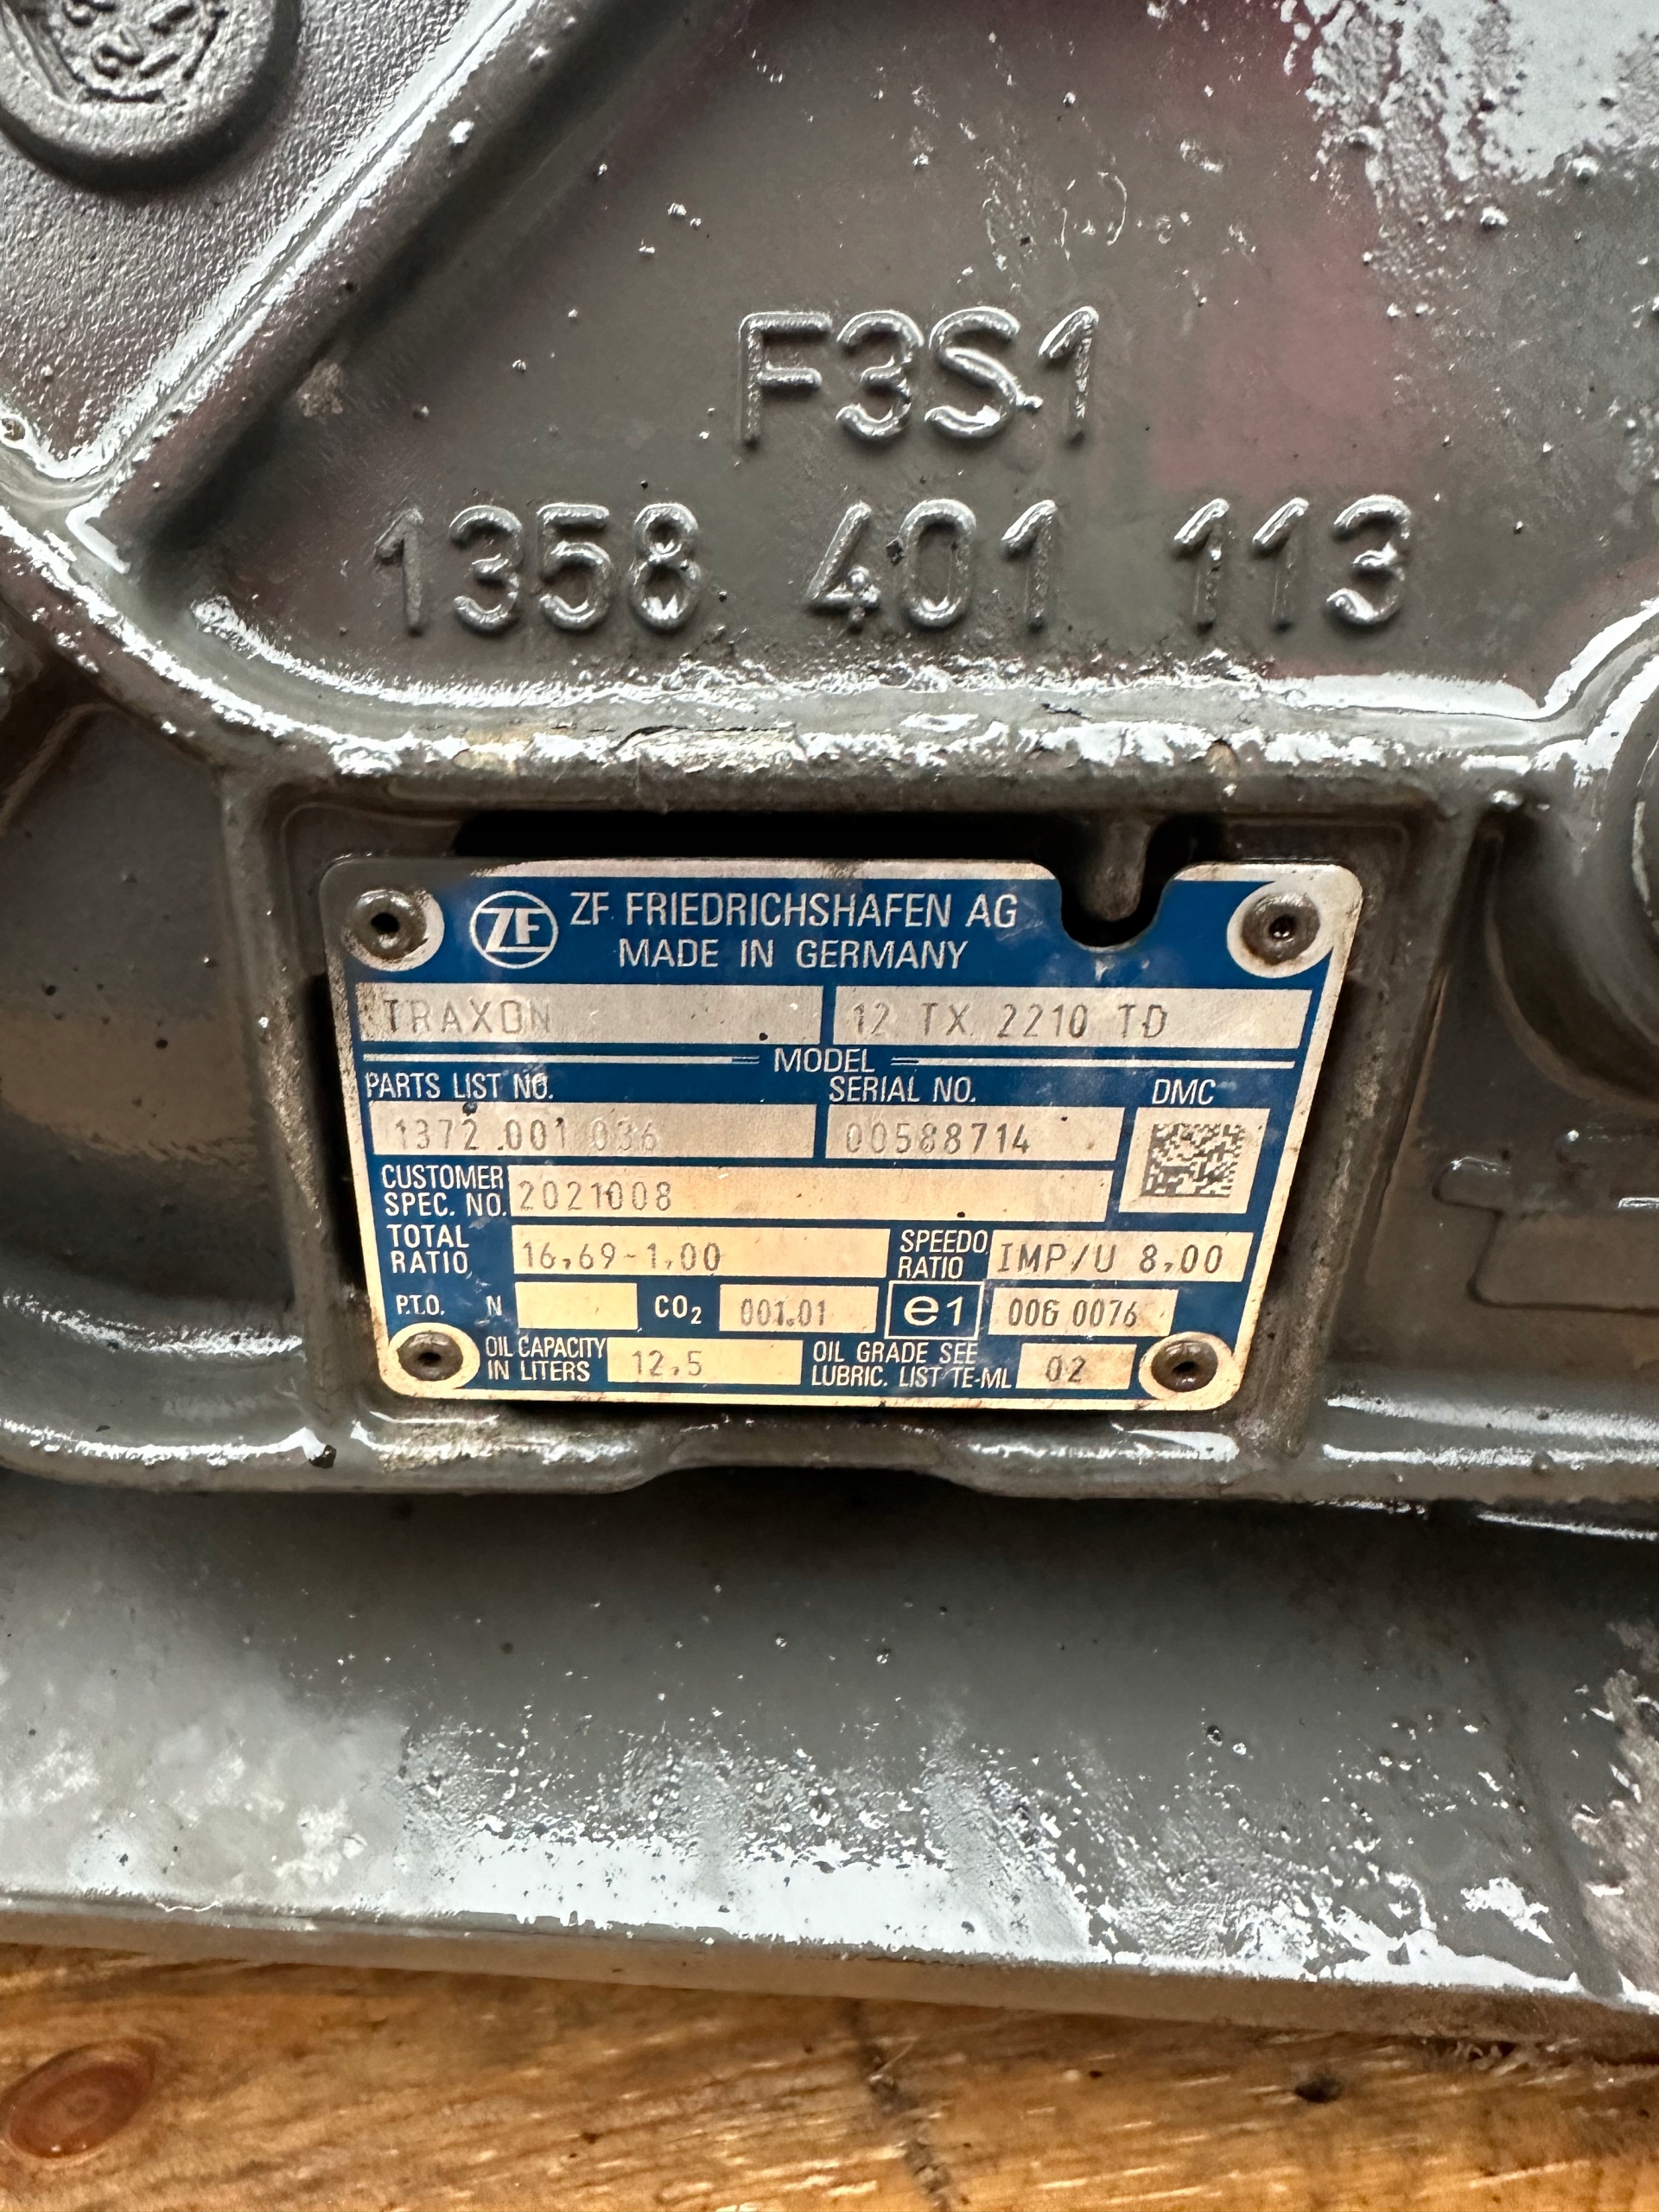 F3S1
1358 401 113
ZF ZF FRIEDRICHSHAFEN AG
MADE IN GERMANY
TRAXON 12 TX 2210 TD
MODEL
PARTS LIST NO. SERIAL NO. DMC
1372.001 036 00588714
CUSTOMER
SPEC. NO. 2021008
TOTAL
RATIO 16,69-1,00 SPEEDO
RATIO IMP/U 8,00
P.T.O. N CO₂ 001.01 e1 006 0076
OIL CAPACITY
IN LITERS 12,5 OIL GRADE SEE
LUBRIC. LIST TE-ML 02